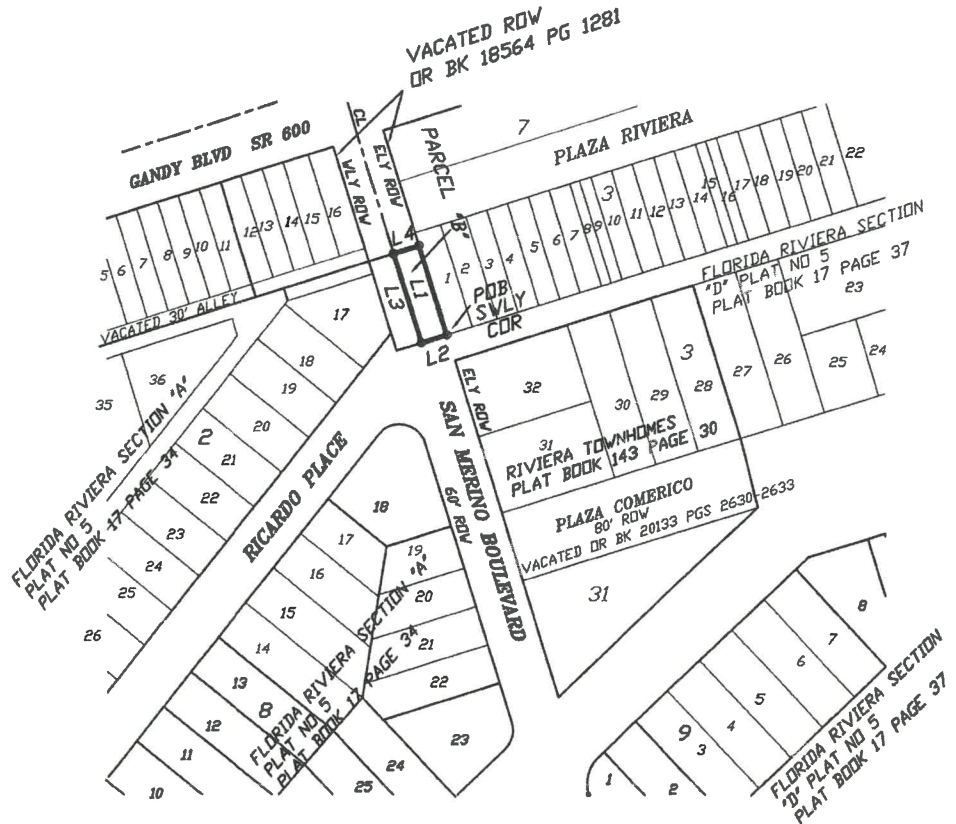 VACATED ROW
OR BK 18564 PG 1281
GANDY BLVD SR 600
CL
ELY ROW
WLY ROW
PARCEL
"B"
7
PLAZA RIVIERA
5
6
7
8
9
10
11
12
13
14
15
16
1
2
3
4
5
6
7
8
9
10
3
11
12
13
14
15
16
17
18
19
20
21
22
L4
L1
L3
L2
POB
SWLY
COR
FLORIDA RIVIERA SECTION
"D" PLAT NO 5
PLAT BOOK 17 PAGE 37
VACATED 30' ALLEY
35
36
17
18
19
20
2
21
22
23
24
25
26
FLORIDA RIVIERA SECTION "A"
PLAT NO 5
PLAT BOOK 17 PAGE 34
RICARDO PLACE
ELY ROW
SAN MERINO BOULEVARD
60' ROW
32
31
30
29
3
28
27
26
23
25
24
RIVIERA TOWNHOMES
PLAT BOOK 143 PAGE 30
PLAZA COMERICO
80' ROW
VACATED OR BK 20133 PGS 2630-2633
31
18
17
16
15
14
13
12
11
10
8
19
20
21
22
23
24
25
FLORIDA RIVIERA SECTION "A"
PLAT NO 5
PLAT BOOK 17 PAGE 34
8
7
6
5
4
9
3
2
1
FLORIDA RIVIERA SECTION
"D" PLAT NO 5
PLAT BOOK 17 PAGE 37